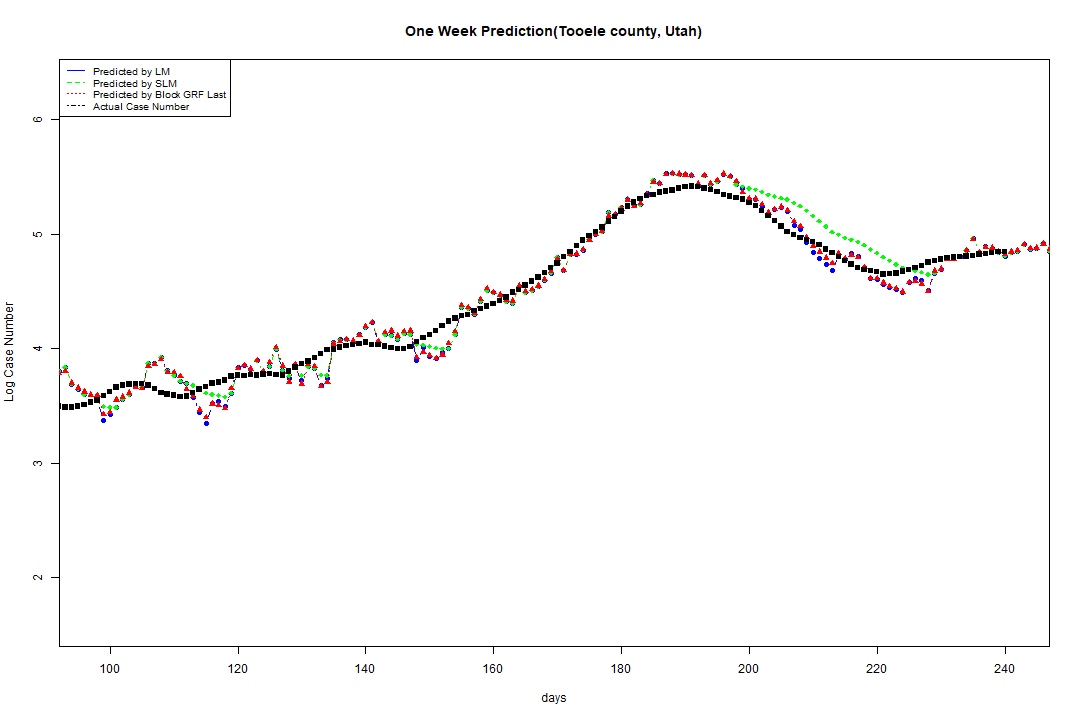 One Week Prediction(Tooele county, Utah)
Predicted by LM
Predicted by SLM
Predicted by Block GRF Last
Actual Case Number
6
5
4
3
2
Log Case Number
100 120 140 160 180 200 220 240
days